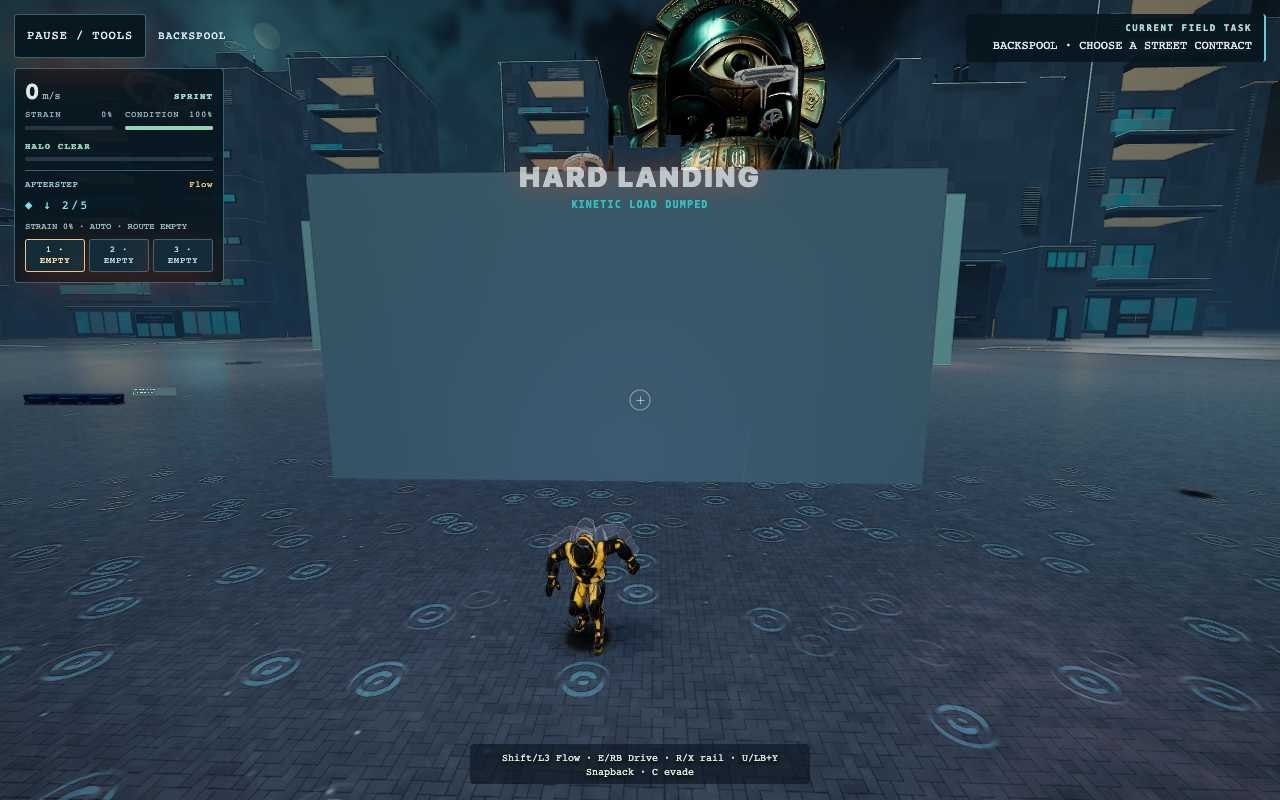 PAUSE / TOOLS
BACKSPOOL
CURRENT FIELD TASK
BACKSPOOL · CHOOSE A STREET CONTRACT
0 m/s
SPRINT
STRAIN 0%
CONDITION 100%
HALO CLEAR
AFTERSTEP
Flow
◆ ↓ 2/5
STRAIN 0% · AUTO · ROUTE EMPTY
1 · EMPTY
2 · EMPTY
3 · EMPTY
HARD LANDING
KINETIC LOAD DUMPED
Shift/L3 Flow · E/RB Drive · R/X rail · U/LB+Y
Snapback · C evade